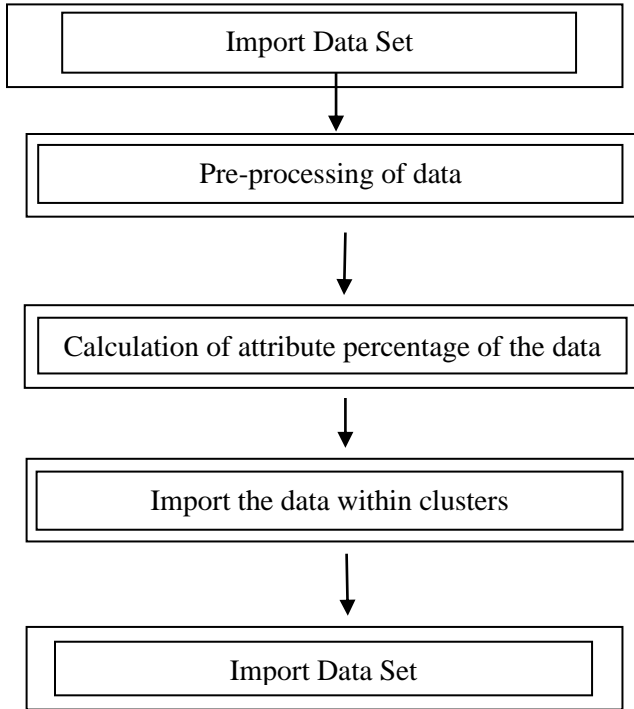 Import Data Set
Pre-processing of data
Calculation of attribute percentage of the data
Import the data within clusters
Import Data Set